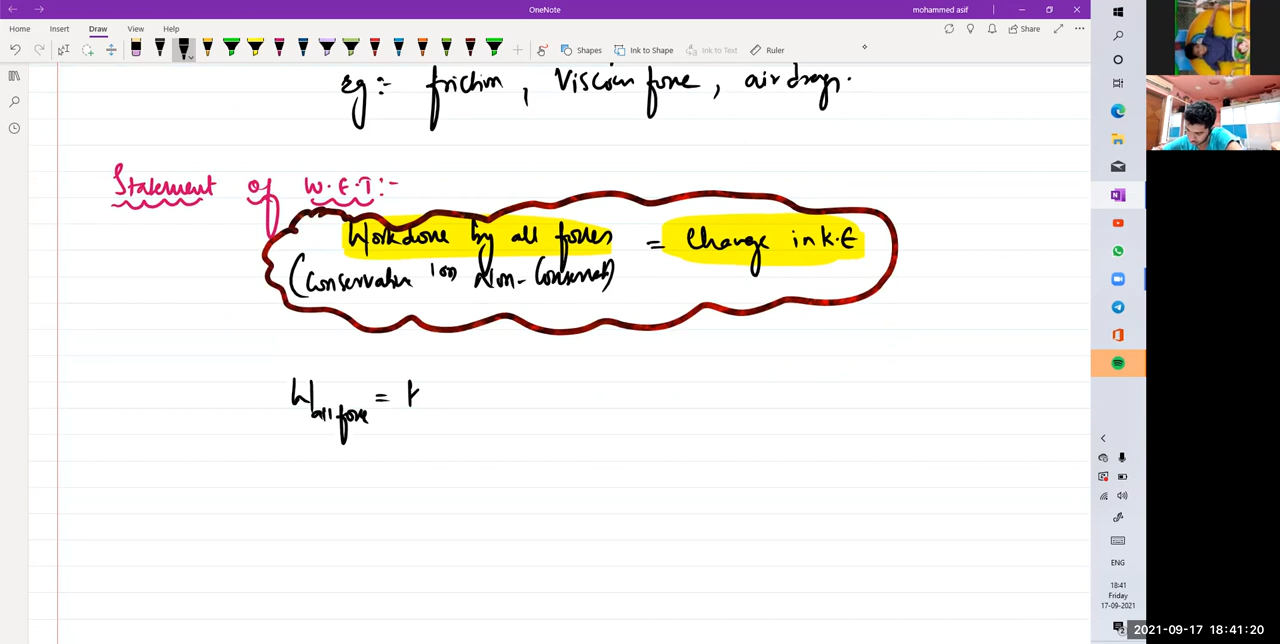 OneNote
mohammed asif
Home Insert Draw View Help
Share
Shapes Ink to Shape Ink to Text Ruler
eg :- friction, Viscous force, air drag.
Statement of W.E.T :-
Workdone by all forces = Change in K.E
(Conservative (or) Non-Conservat)
W all force =
ENG
18:41
Friday
17-09-2021
2021-09-17 18:41:20